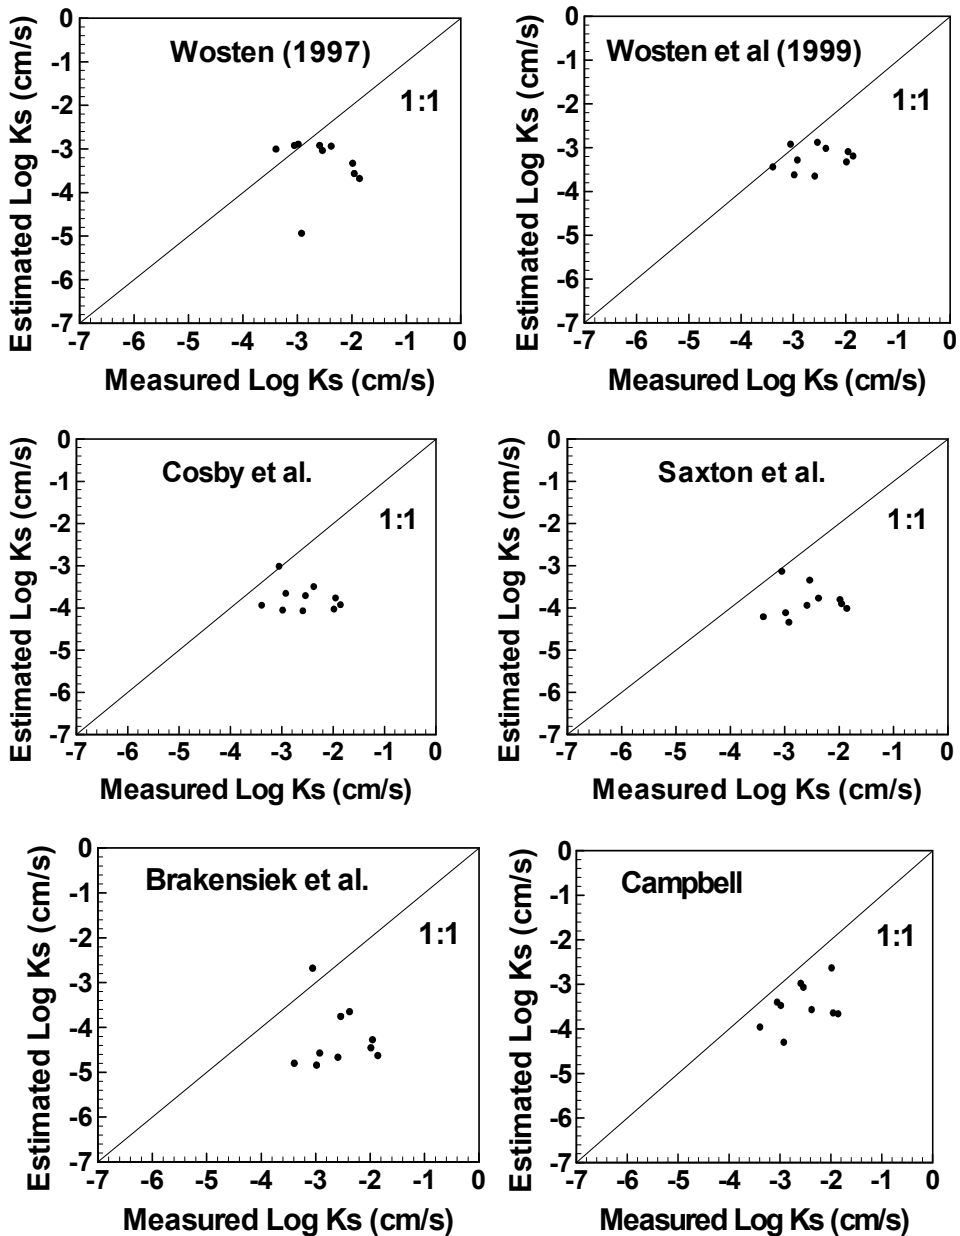 Estimated Log Ks (cm/s)
Wosten (1997)
1:1
0
-1
-2
-3
-4
-5
-6
-7
-7 -6 -5 -4 -3 -2 -1 0
Measured Log Ks (cm/s)
Estimated Log Ks (cm/s)
Wosten et al (1999)
1:1
0
-1
-2
-3
-4
-5
-6
-7
-7 -6 -5 -4 -3 -2 -1 0
Measured Log Ks (cm/s)
Estimated Log Ks (cm/s)
Cosby et al.
1:1
0
-1
-2
-3
-4
-5
-6
-7
-7 -6 -5 -4 -3 -2 -1 0
Measured Log Ks (cm/s)
Estimated Log Ks (cm/s)
Saxton et al.
1:1
0
-1
-2
-3
-4
-5
-6
-7
-7 -6 -5 -4 -3 -2 -1 0
Measured Log Ks (cm/s)
Estimated Log Ks (cm/s)
Brakensiek et al.
1:1
0
-1
-2
-3
-4
-5
-6
-7
-7 -6 -5 -4 -3 -2 -1 0
Measured Log Ks (cm/s)
Estimated Log Ks (cm/s)
Campbell
1:1
0
-1
-2
-3
-4
-5
-6
-7
-7 -6 -5 -4 -3 -2 -1 0
Measured Log Ks (cm/s)